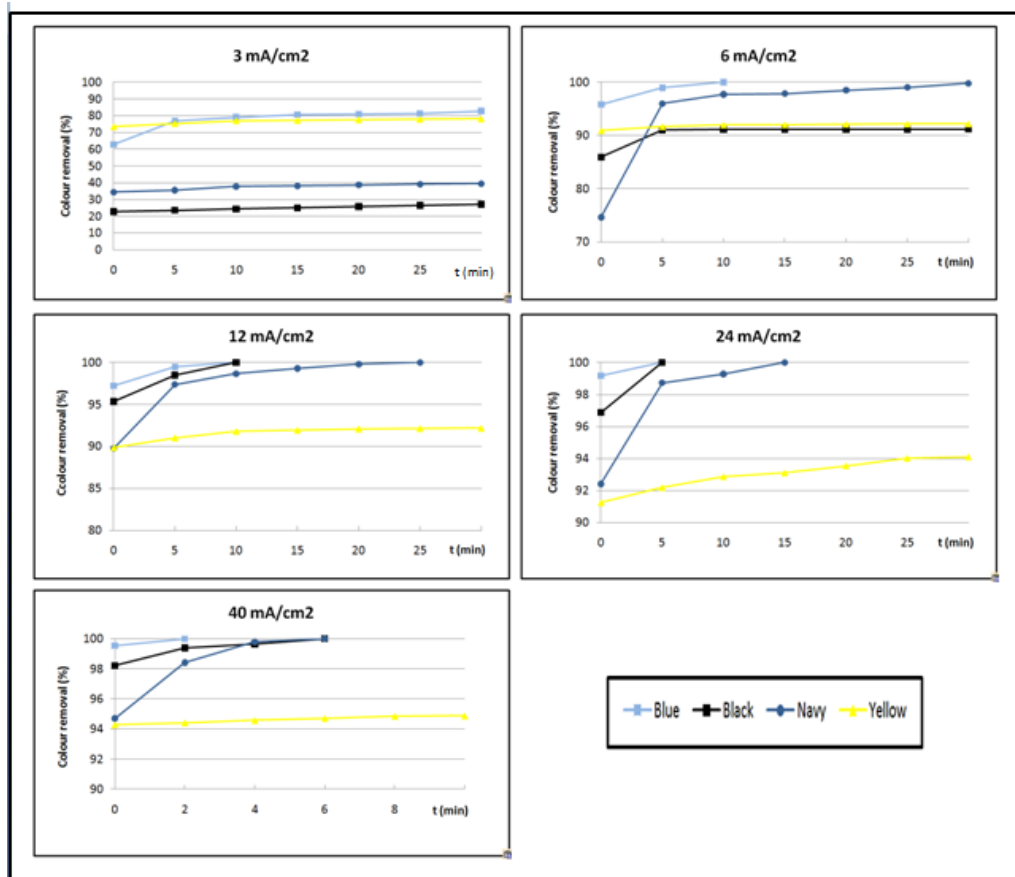 3 mA/cm2
Colour removal (%)
100
90
80
70
60
50
40
30
20
10
0
0 5 10 15 20 25 t (min)
6 mA/cm2
Colour removal (%)
100
90
80
70
0 5 10 15 20 25 t (min)
12 mA/cm2
Ccolour removal (%)
100
95
90
85
80
0 5 10 15 20 25 t (min)
24 mA/cm2
Colour removal (%)
100
98
96
94
92
90
0 5 10 15 20 25 t (min)
40 mA/cm2
Colour removal (%)
100
98
96
94
92
90
0 2 4 6 8 t (min)
Blue Black Navy Yellow